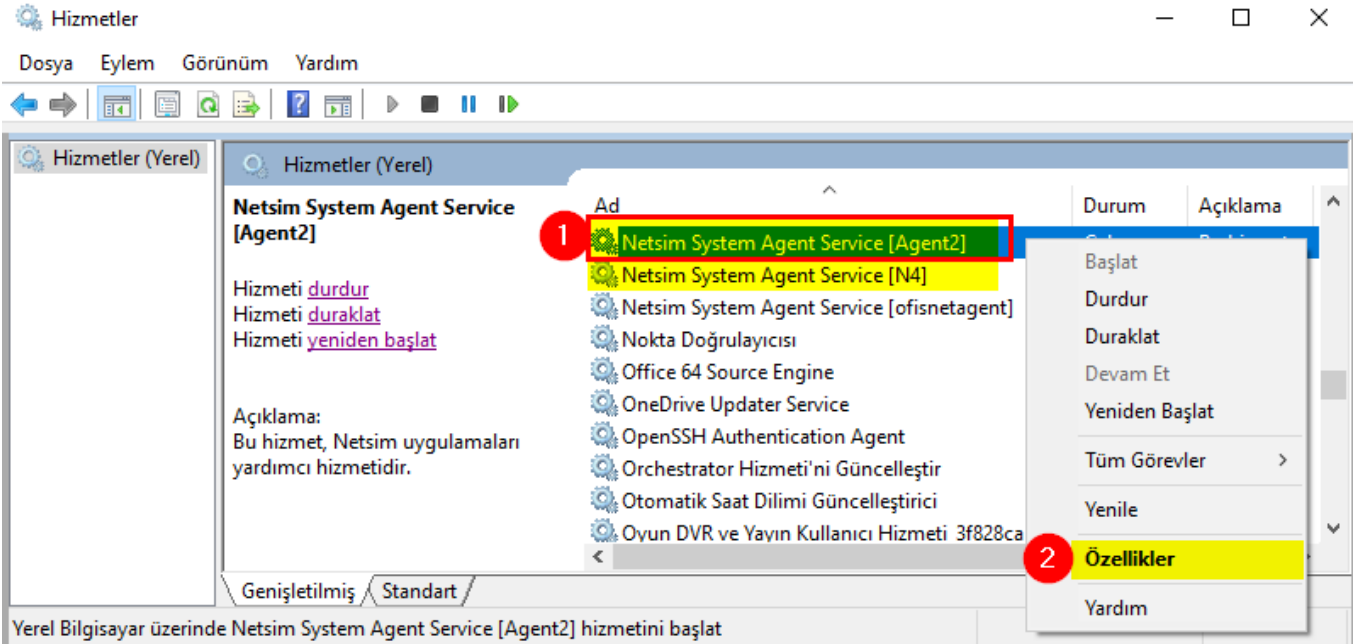 Hizmetler
Dosya Eylem Görünüm Yardım
Hizmetler (Yerel)
Hizmetler (Yerel)
Netsim System Agent Service
[Agent2]
Hizmeti durdur
Hizmeti duraklat
Hizmeti yeniden başlat
Açıklama:
Bu hizmet, Netsim uygulamaları
yardımcı hizmetidir.
Ad Durum Açıklama
1
Netsim System Agent Service [Agent2]
Netsim System Agent Service [N4]
Netsim System Agent Service [ofisnetagent]
Nokta Doğrulayıcısı
Office 64 Source Engine
OneDrive Updater Service
OpenSSH Authentication Agent
Orchestrator Hizmeti'ni Güncelleştir
Otomatik Saat Dilimi Güncelleştirici
Oyun DVR ve Yayın Kullanıcı Hizmeti_3f828ca
Başlat
Durdur
Duraklat
Devam Et
Yeniden Başlat
Tüm Görevler
Yenile
2
Özellikler
Yardım
Genişletilmiş Standart
Yerel Bilgisayar üzerinde Netsim System Agent Service [Agent2] hizmetini başlat